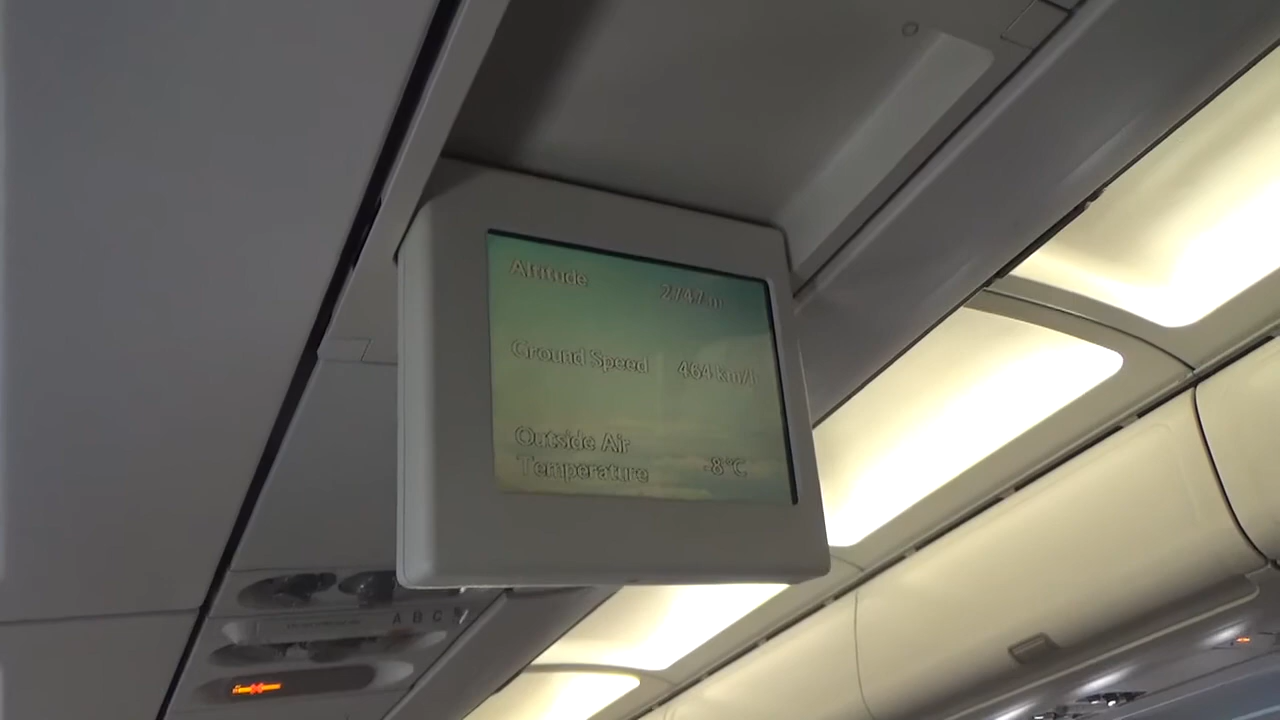 Altitude 2747 m
Ground Speed 464 km/h
Outside Air
Temperature -8°C
A B C